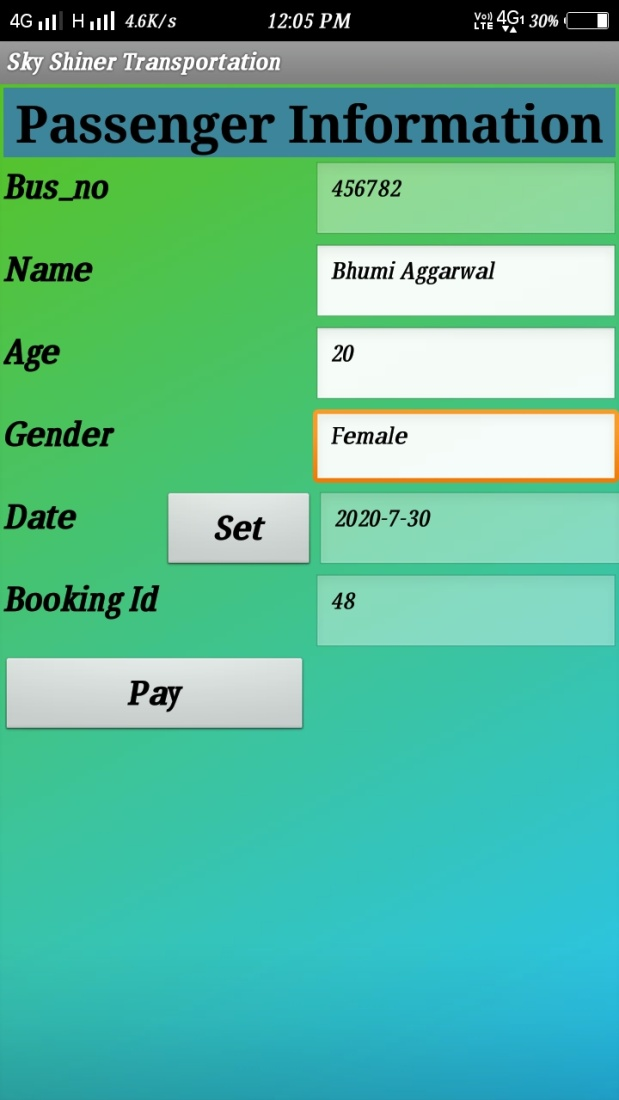 4G H 4.6K/s 12:05 PM Vo)) LTE 4G1 30%
Sky Shiner Transportation
Passenger Information
Bus_no 456782
Name Bhumi Aggarwal
Age 20
Gender Female
Date Set 2020-7-30
Booking Id 48
Pay